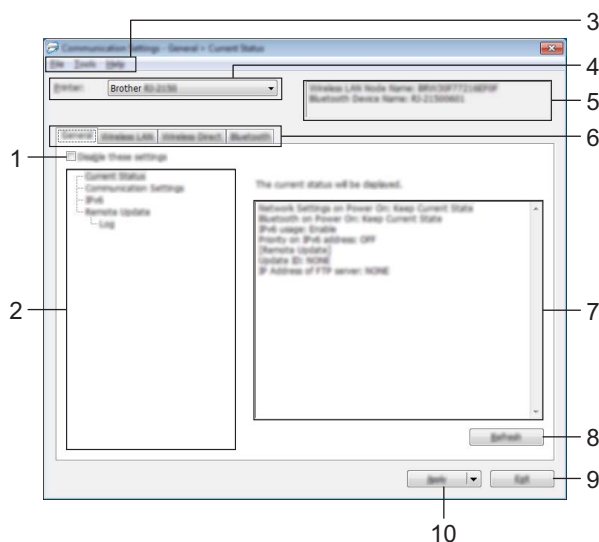 3
Communication Settings - General > Current Status
File Tools Help
4
Printer: Brother RJ-2150
Wireless LAN Node Name:
Bluetooth Device Name:
5
General Wireless LAN Wireless Direct Bluetooth
6
1
Disable these settings
Current Status
Communication Settings
IPv6
Remote Update
Log
The current status will be displayed.
Network Settings on Power On: Keep Current State
Bluetooth on Power On: Keep Current State
IPv6 usage: Enable
Priority on IPv6 address: OFF
[Remote Update]
Update ID: NONE
IP Address of FTP server: NONE
2
7
Refresh
8
Apply
Exit
9
10